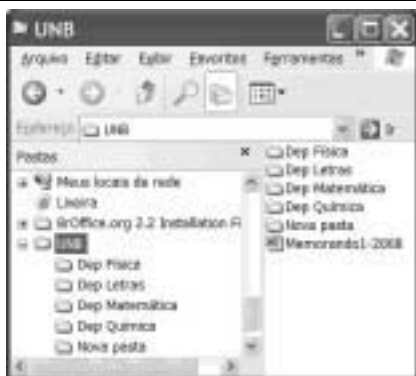 UNB
Arquivo Editar Exibir Favoritos Ferramentas »
Endereço UNB Ir
Pastas ×
Meus locais de rede
Lixeira
BrOffice.org 2.2 Installation Fi
UNB
Dep Física
Dep Letras
Dep Matemática
Dep Química
Nova pasta
Dep Física
Dep Letras
Dep Matemática
Dep Química
Nova pasta
Memorando1-2008